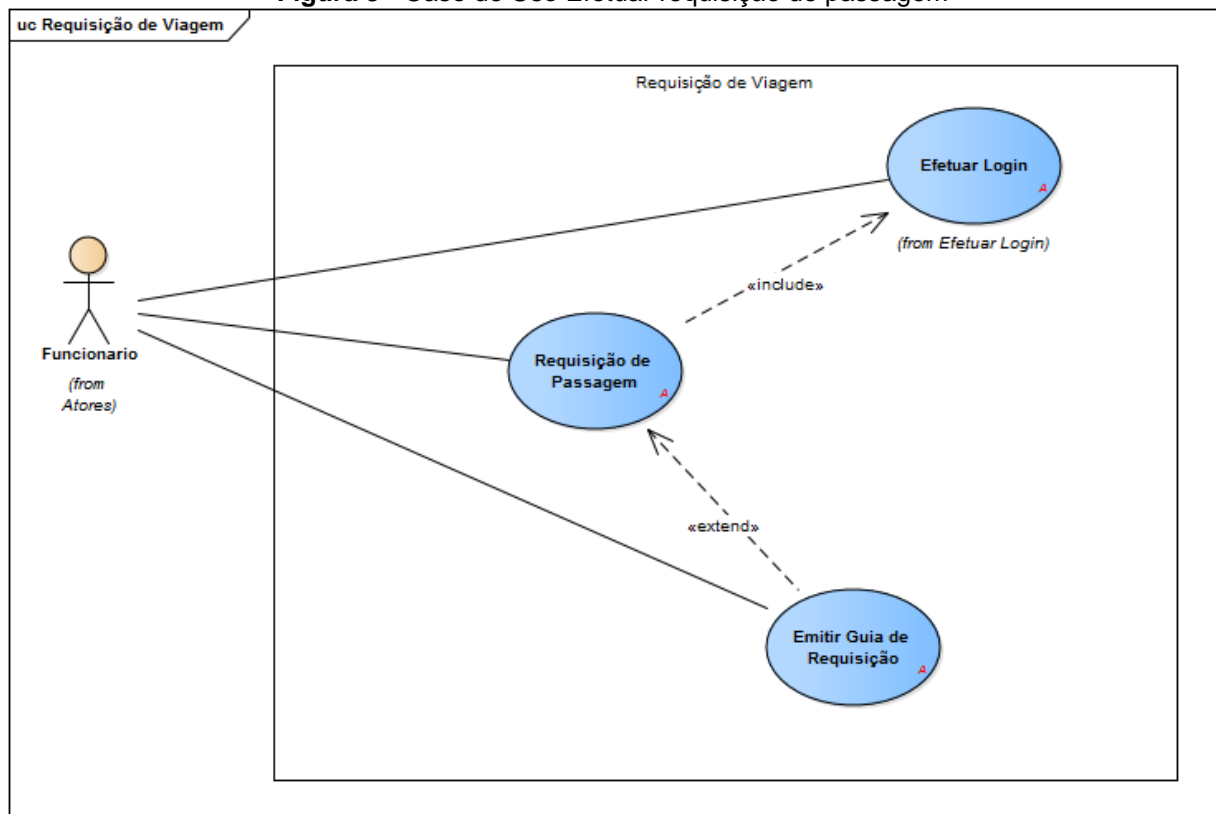 uc Requisição de Viagem
Requisição de Viagem
Efetuar Login
A
(from Efetuar Login)
«include»
Funcionario
(from
Atores)
Requisição de
Passagem
A
«extend»
Emitir Guia de
Requisição
A